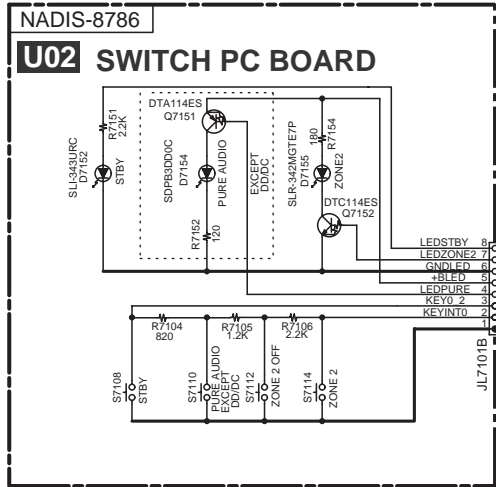 NADIS-8786
U02 SWITCH PC BOARD
R7151
2.2K
SLI-343URC
D7152
STBY
DTA114ES
Q7151
SDPB3DD0C
D7154
PURE AUDIO
EXCEPT
DD/DC
R7152
120
SLR-342MGTE7P
D7155
ZONE2
180
R7154
DTC114ES
Q7152
LEDSTBY 8
LEDZONE2 7
GNDLED 6
+BLED 5
LEDPURE 4
KEY0_2 3
KEYINT0 2
1
JL7101B
R7104
820
R7105
1.2K
R7106
2.2K
S7108
STBY
S7110
PURE AUDIO
EXCEPT
DD/DC
S7112
ZONE 2 OFF
S7114
ZONE 2